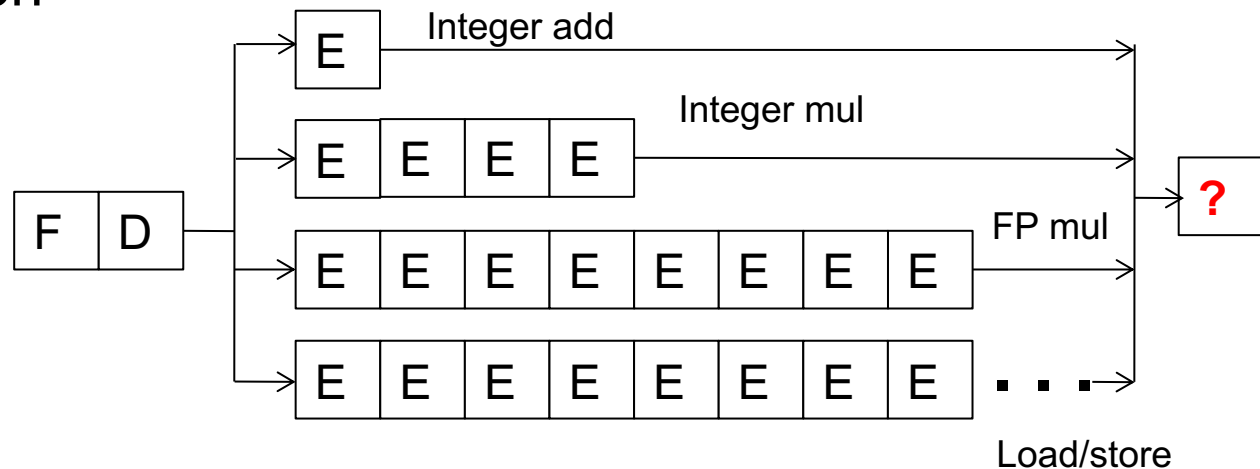 E Integer add
E E E E Integer mul
F D ?
E E E E E E E E FP mul
E E E E E E E E . . .
Load/store